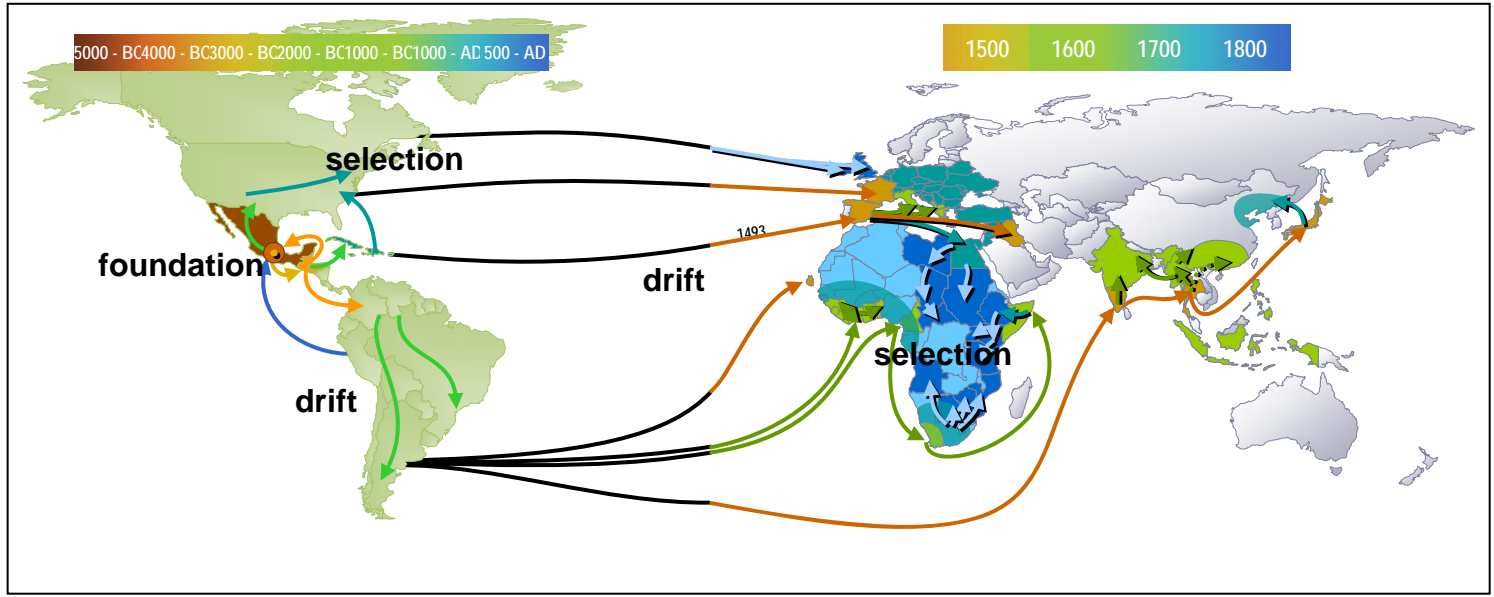 5000 - BC4000 - BC3000 - BC2000 - BC1000 - BC1000 - AD 500 - AD
1500 1600 1700 1800
selection
1493
foundation
drift
selection
drift